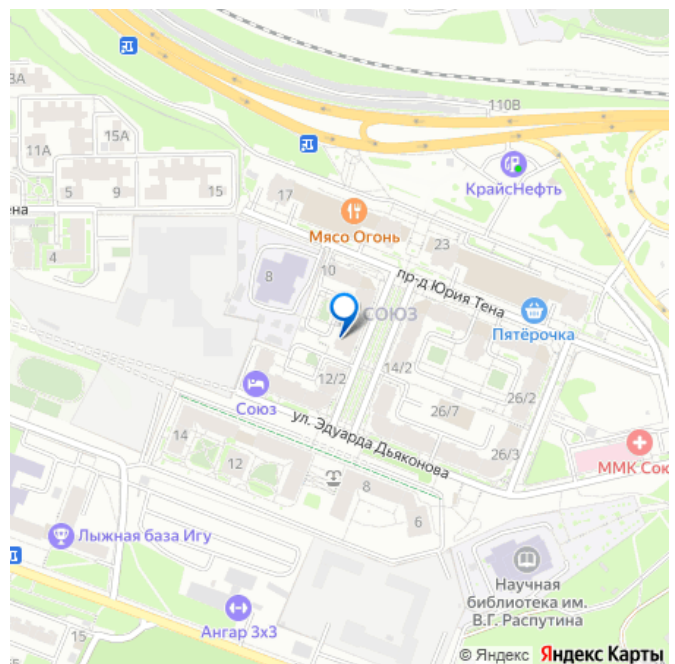 110В
3А
15А
11А
КрайсНефть
5
9
15
17
ена
Мясо Огонь
23
4
8
10
пр-д Юрия Тена
СОЮЗ
Пятёрочка
12/2
14/2
26/2
Союз
26/7
ул. Эдуарда Дьяконова
14
26/3
12
ММК Сою
8
6
Лыжная база Игу
Научная
библиотека им.
В.Г. Распутина
Ангар 3х3
15
© Яндекс Яндекс Карты